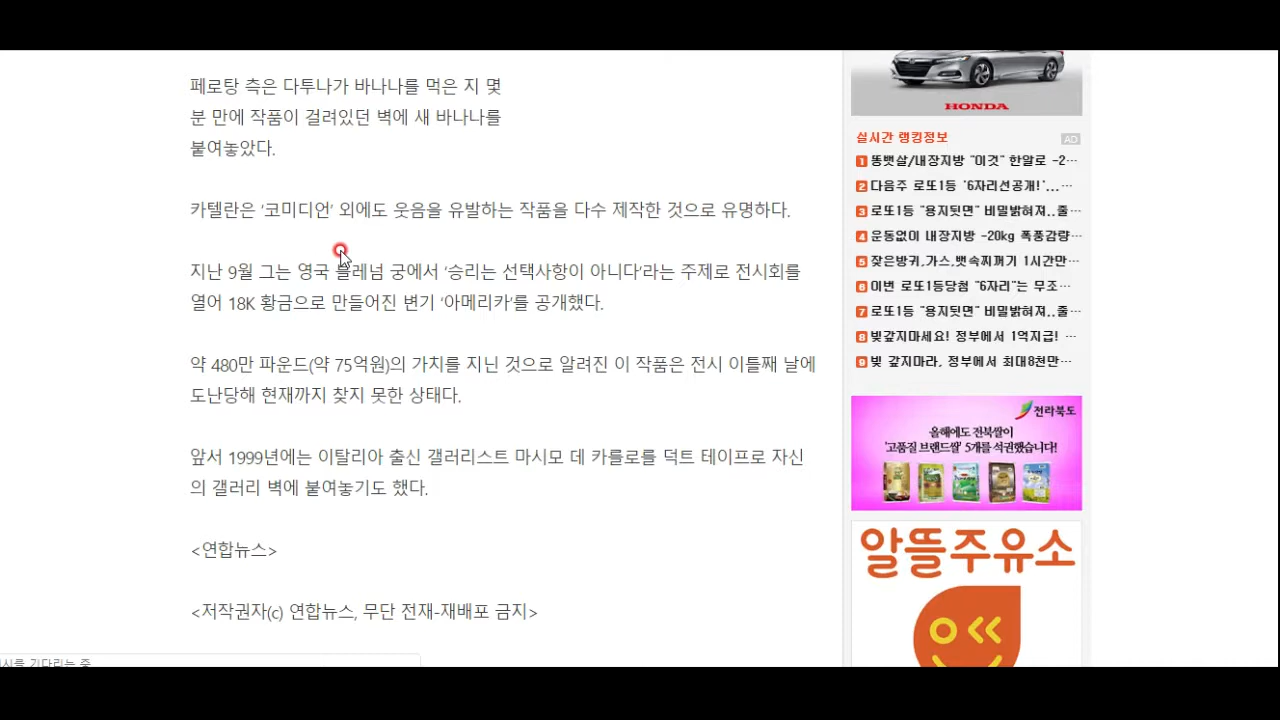 페로탕 측은 다투나가 바나나를 먹은 지 몇
분 만에 작품이 걸려있던 벽에 새 바나나를
붙여놓았다.
카텔란은 ‘코미디언’ 외에도 웃음을 유발하는 작품을 다수 제작한 것으로 유명하다.
지난 9월 그는 영국 블레넘 궁에서 ‘승리는 선택사항이 아니다’라는 주제로 전시회를
열어 18K 황금으로 만들어진 변기 ‘아메리카’를 공개했다.
약 480만 파운드(약 75억원)의 가치를 지닌 것으로 알려진 이 작품은 전시 이틀째 날에
도난당해 현재까지 찾지 못한 상태다.
앞서 1999년에는 이탈리아 출신 갤러리스트 마시모 데 카를로를 덕트 테이프로 자신
의 갤러리 벽에 붙여놓기도 했다.
<연합뉴스>
<저작권자(c) 연합뉴스, 무단 전재-재배포 금지>
HONDA
실시간 랭킹정보 AD
1 똥뱃살/내장지방 "이것" 한알로 -2…
2 다음주 로또1등 '6자리선공개!'...…
3 로또1등 "용지뒷면" 비밀밝혀져..줄…
4 운동없이 내장지방 -20kg 폭풍감량…
5 잦은방귀,가스,뱃속찌꺼기 1시간만…
6 이번 로또1등당첨 "6자리"는 무조…
7 로또1등 "용지뒷면" 비밀밝혀져..줄…
8 빚갚지마세요! 정부에서 1억지급! …
9 빚 갚지마라, 정부에서 최대8천만…
전라북도
올해에도 전북쌀이
'고품질 브랜드쌀' 5개를 석권했습니다!
알뜰주유소